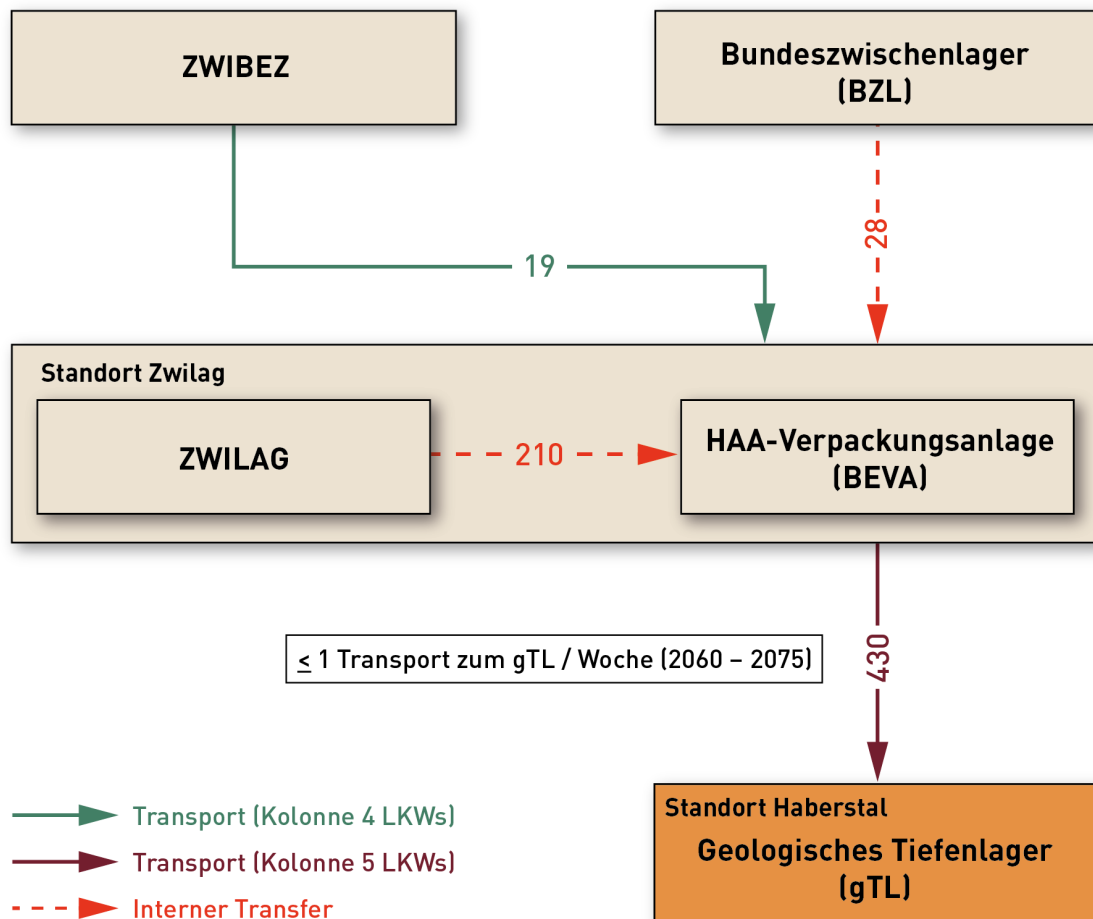 ZWIBEZ
Bundeszwischenlager
(BZL)
19
28
Standort Zwilag
ZWILAG
210
HAA-Verpackungsanlage
(BEVA)
≤ 1 Transport zum gTL / Woche (2060 – 2075)
430
Transport (Kolonne 4 LKWs)
Transport (Kolonne 5 LKWs)
Interner Transfer
Standort Haberstal
Geologisches Tiefenlager
(gTL)